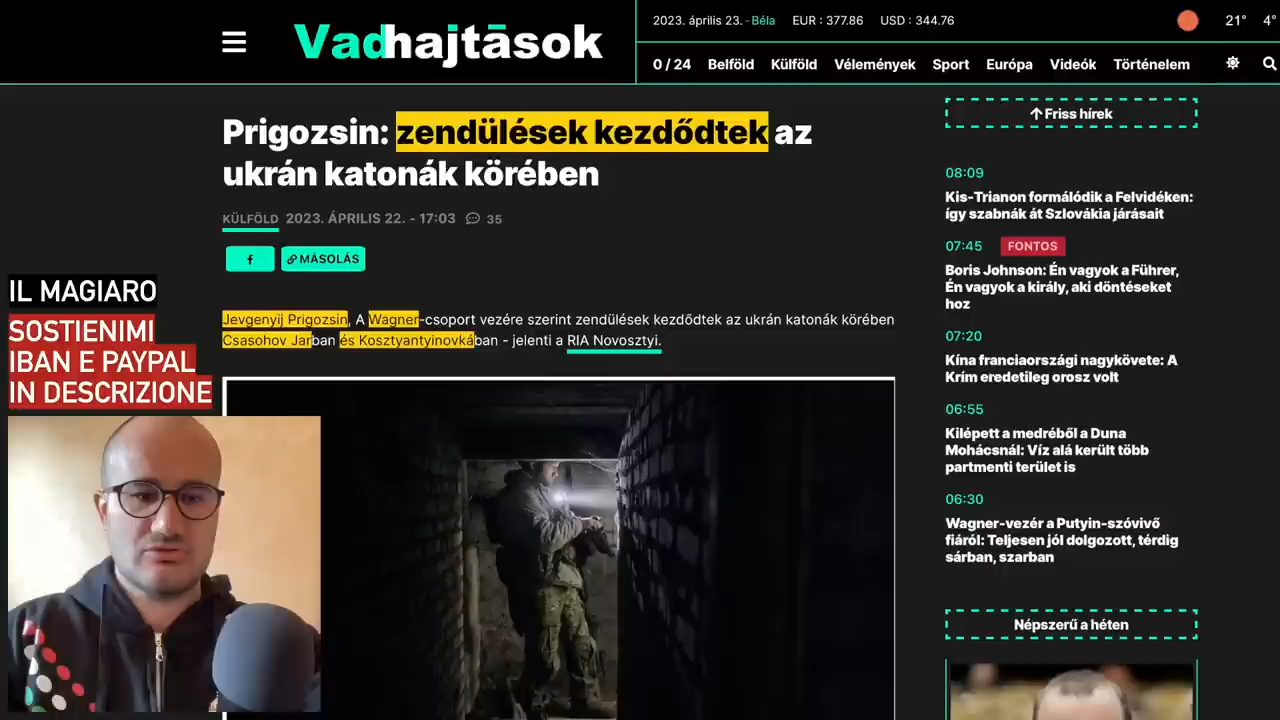 Vadhajtāsok
2023. április 23. - Béla EUR : 377.86 USD : 344.76
21° 4°
0 / 24 Belföld Külföld Vélemények Sport Európa Videók Történelem
Prigozsin: zendülések kezdődtek az
ukrán katonák körében
KÜLFÖLD 2023. ÁPRILIS 22. - 17:03 35
f MÁSOLÁS
Jevgenyij Prigozsin, A Wagner-csoport vezére szerint zendülések kezdődtek az ukrán katonák körében
Csasohov Jarban és Kosztyantyinovkában - jelenti a RIA Novosztyi.
IL MAGIARO
SOSTIENIMI
IBAN E PAYPAL
IN DESCRIZIONE
↑ Friss hírek
08:09
Kis-Trianon formálódik a Felvidéken:
így szabnák át Szlovákia járásait
07:45 FONTOS
Boris Johnson: Én vagyok a Führer,
Én vagyok a király, aki döntéseket
hoz
07:20
Kína franciaországi nagykövete: A
Krím eredetileg orosz volt
06:55
Kilépett a medréből a Duna
Mohácsnál: Víz alá került több
partmenti terület is
06:30
Wagner-vezér a Putyin-szóvivő
fiáról: Teljesen jól dolgozott, térdig
sárban, szarban
Népszerű a héten